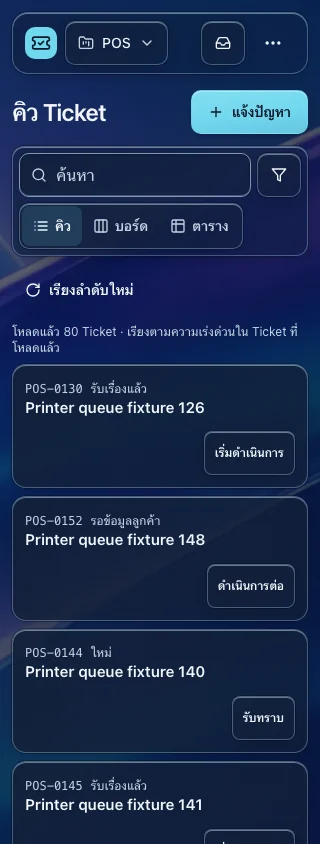 POS
คิว Ticket
แจ้งปัญหา
ค้นหา
คิว
บอร์ด
ตาราง
เรียงลำดับใหม่
โหลดแล้ว 80 Ticket · เรียงตามความเร่งด่วนใน Ticket ที่
โหลดแล้ว
POS-0130 รับเรื่องแล้ว
Printer queue fixture 126
เริ่มดำเนินการ
POS-0152 รอข้อมูลลูกค้า
Printer queue fixture 148
ดำเนินการต่อ
POS-0144 ใหม่
Printer queue fixture 140
รับทราบ
POS-0145 รับเรื่องแล้ว
Printer queue fixture 141